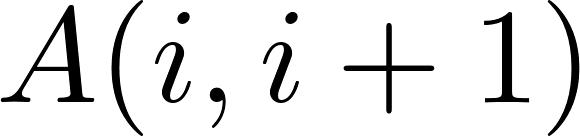 A(i, i + 1)